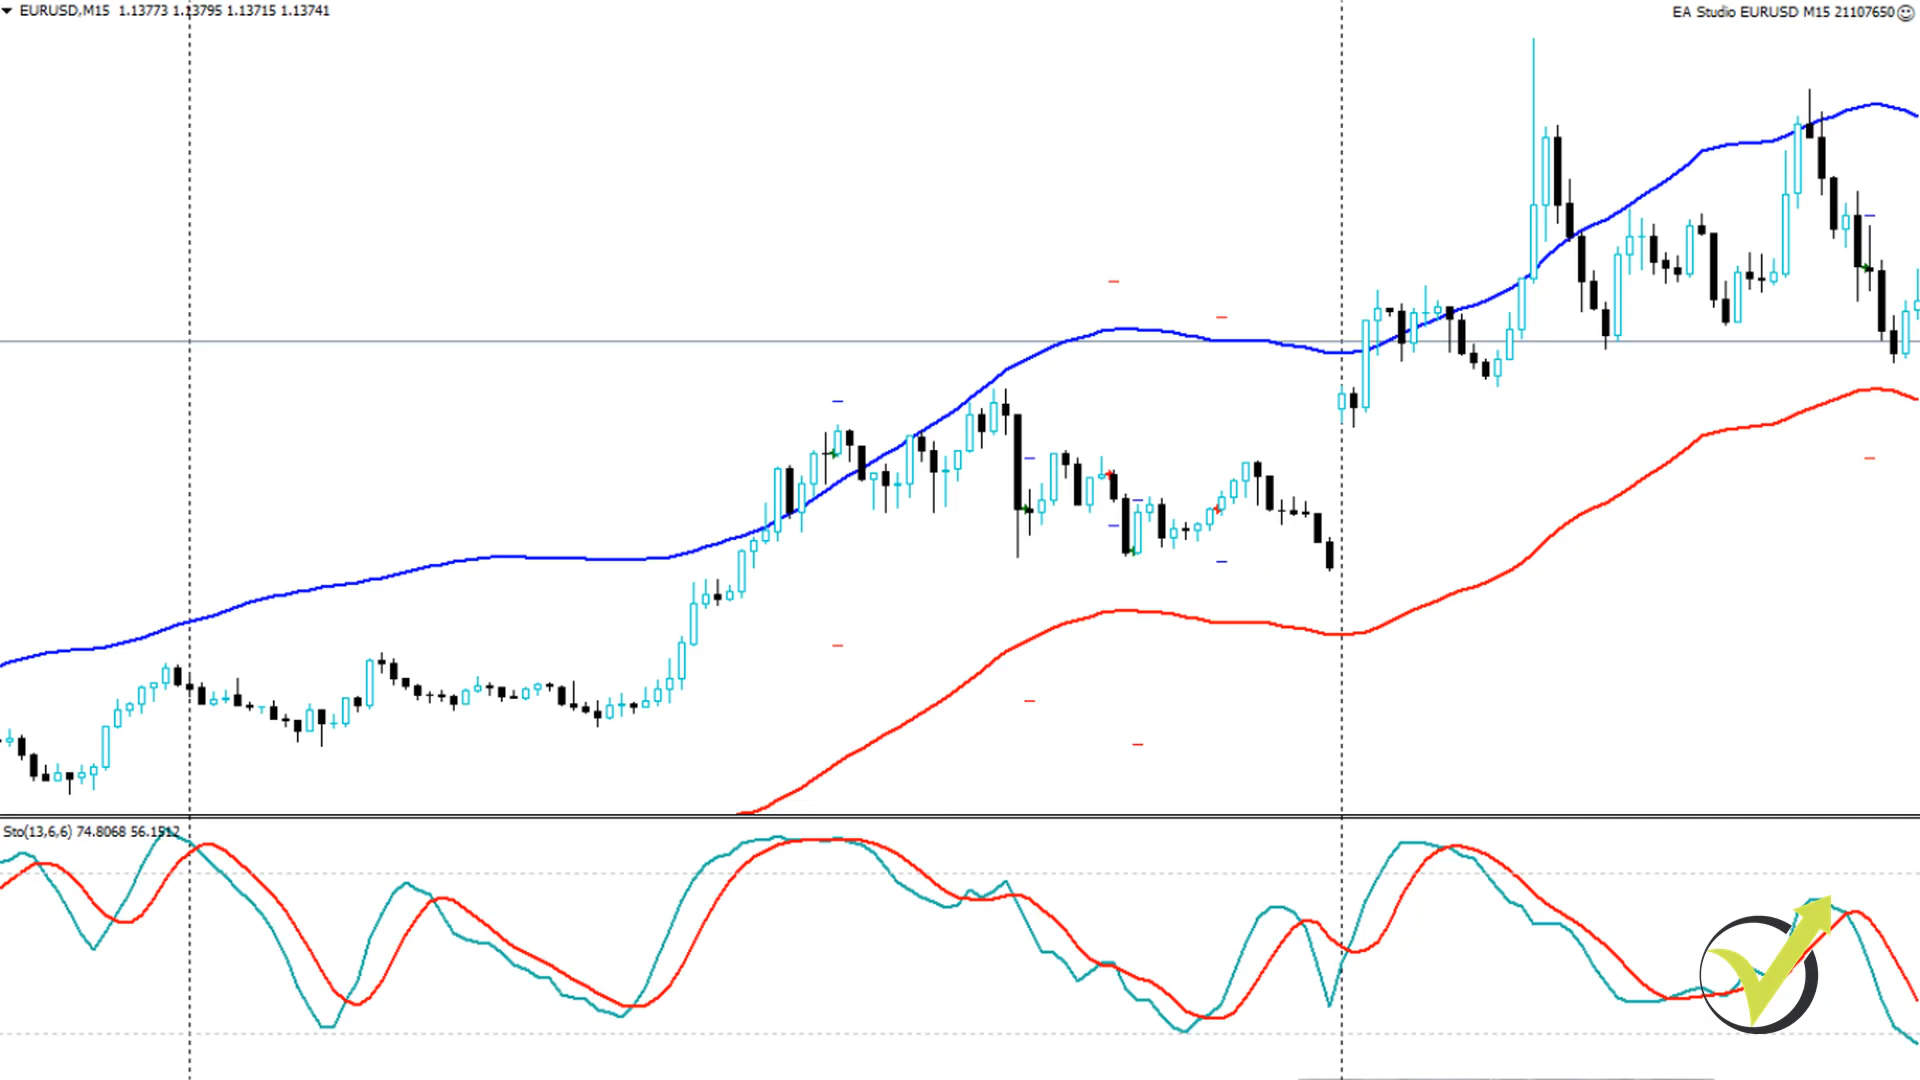 EURUSD,M15 1.13773 1.13795 1.13715 1.13741
EA Studio EURUSD M15 21107650
Sto(13,6,6) 74.8068 56.1512